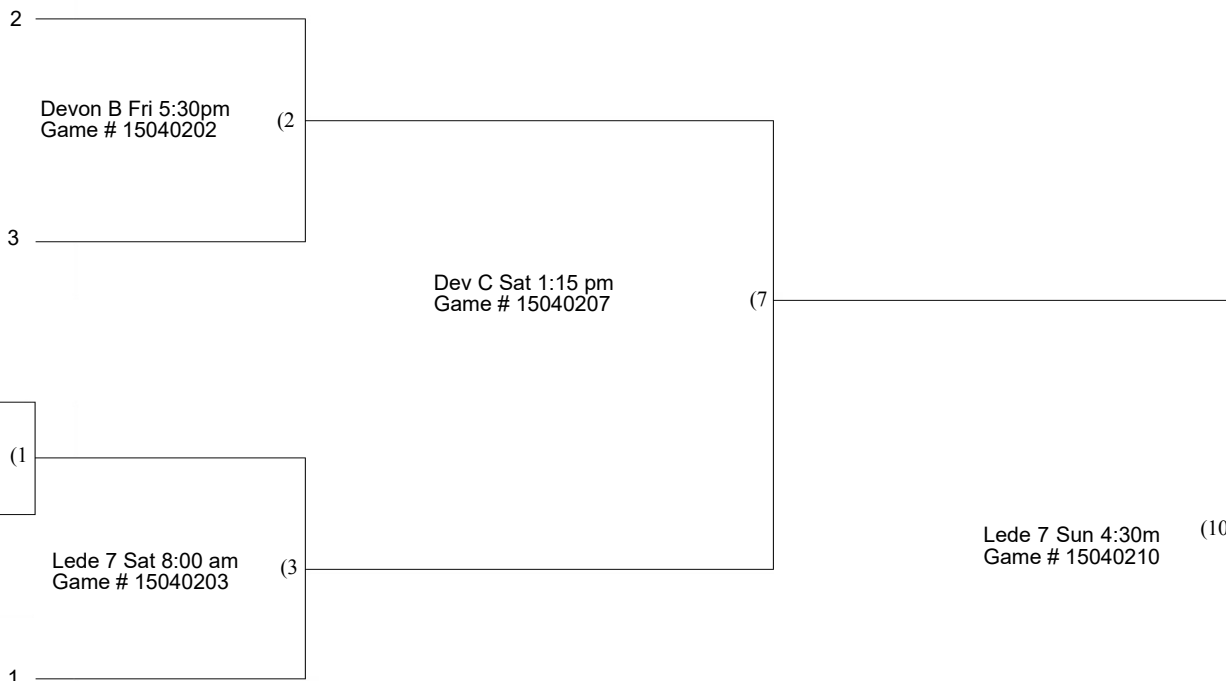 2
Devon B Fri 5:30pm
Game # 15040202
(2
3
Dev C Sat 1:15 pm
Game # 15040207
(7
(1
Lede 7 Sat 8:00 am
Game # 15040203
(3
Lede 7 Sun 4:30m
Game # 15040210
(10
1